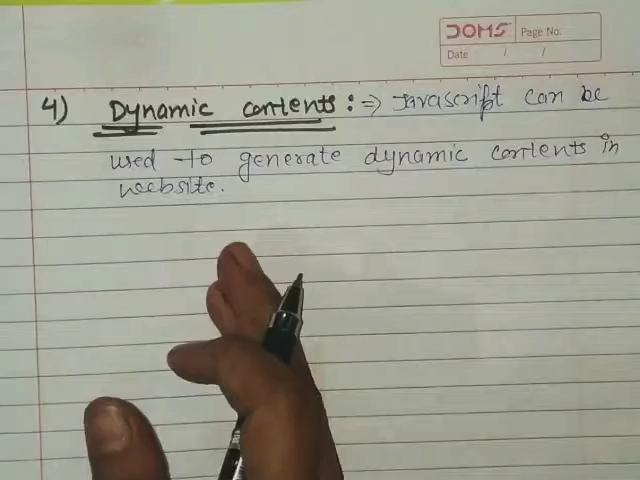 DOMS Page No.
Date / /
4) Dynamic contents :⇒ Javascript can be
used to generate dynamic contents in
website.